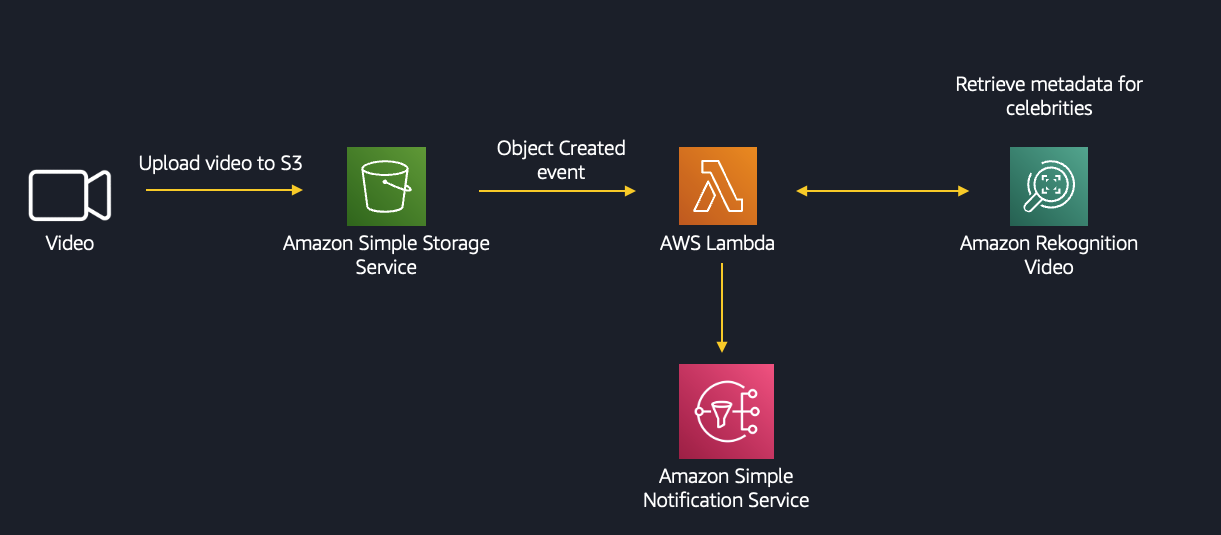 Retrieve metadata for
celebrities
Upload video to S3
Object Created
event
Video
Amazon Simple Storage
Service
AWS Lambda
Amazon Rekognition
Video
Amazon Simple
Notification Service